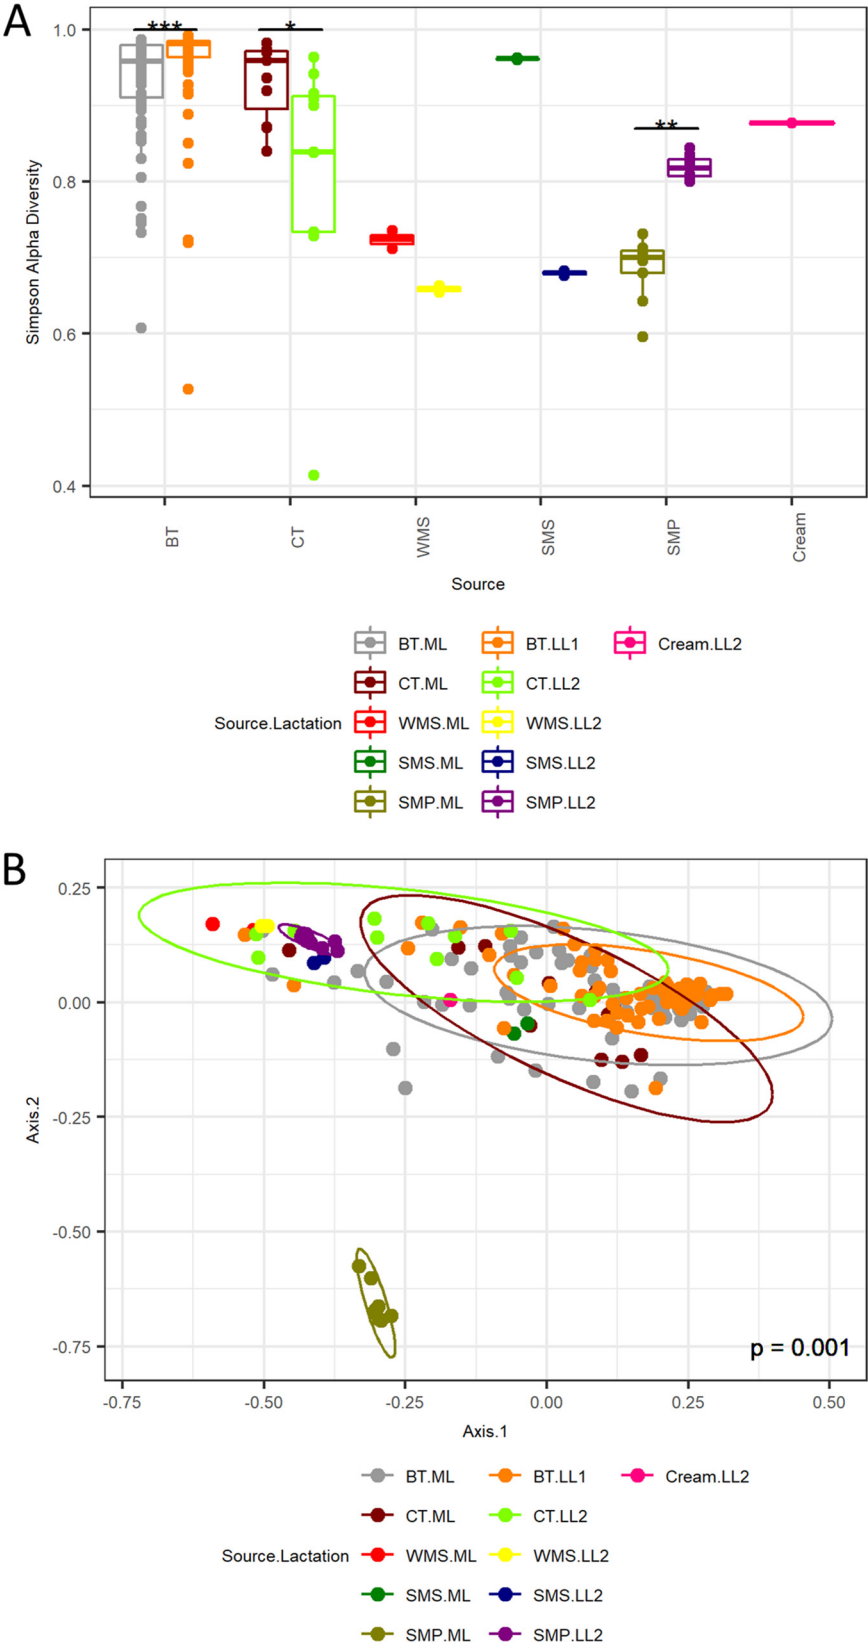 A
***
*
**
1.0
0.8
0.6
0.4
Simpson Alpha Diversity
BT
CT
WMS
SMS
SMP
Cream
Source
BT.ML BT.LL1 Cream.LL2
CT.ML CT.LL2
Source.Lactation WMS.ML WMS.LL2
SMS.ML SMS.LL2
SMP.ML SMP.LL2
B
0.25
0.00
-0.25
-0.50
-0.75
Axis.2
p = 0.001
-0.75 -0.50 -0.25 0.00 0.25 0.50
Axis.1
BT.ML BT.LL1 Cream.LL2
CT.ML CT.LL2
Source.Lactation WMS.ML WMS.LL2
SMS.ML SMS.LL2
SMP.ML SMP.LL2